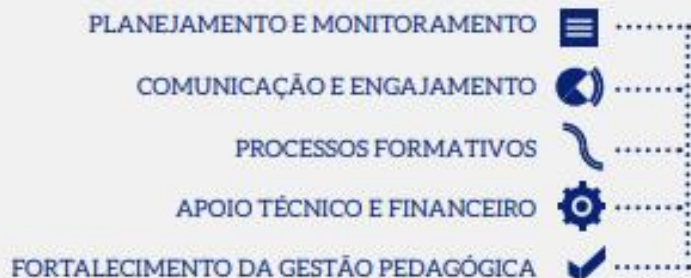 PLANEJAMENTO E MONITORAMENTO
COMUNICAÇÃO E ENGAJAMENTO
PROCESSOS FORMATIVOS
APOIO TÉCNICO E FINANCEIRO
FORTALECIMENTO DA GESTÃO PEDAGÓGICA